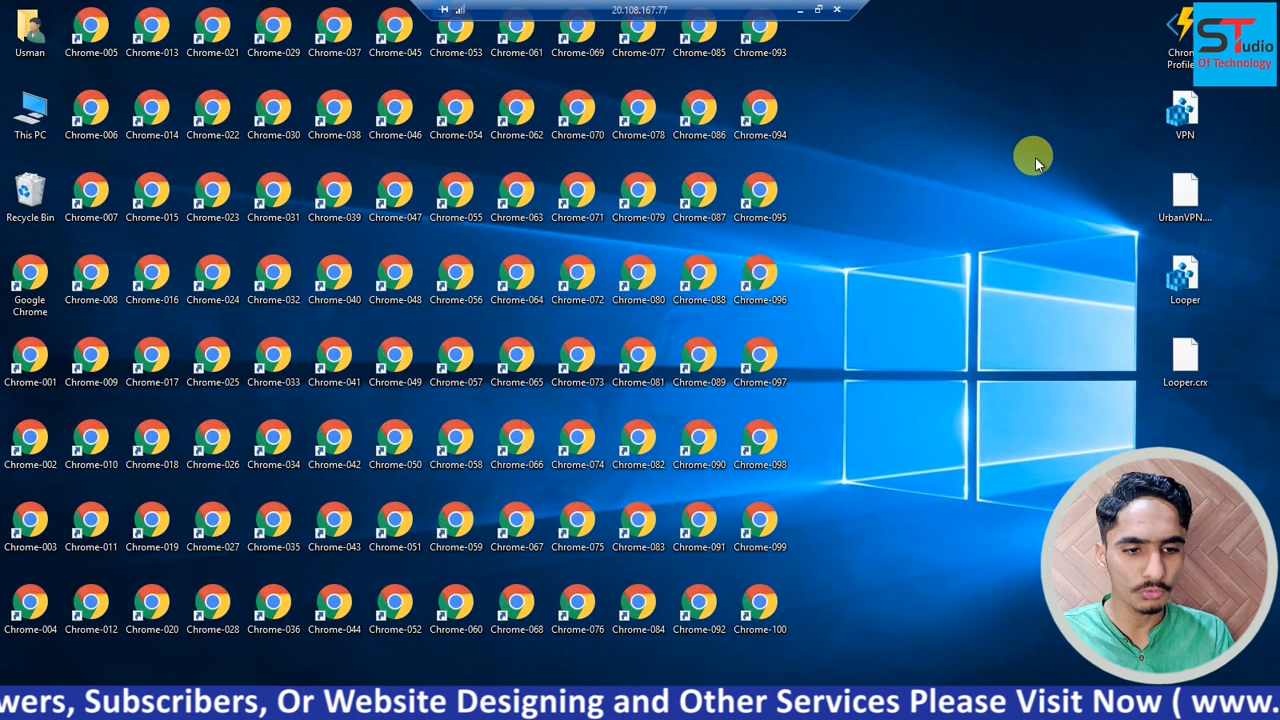 20.108.167.77
Usman
Chrome-005 Chrome-013 Chrome-021 Chrome-029 Chrome-037 Chrome-045 Chrome-053 Chrome-061 Chrome-069 Chrome-077 Chrome-085 Chrome-093
Chrom
Profile
STudio
Of Technology
This PC Chrome-006 Chrome-014 Chrome-022 Chrome-030 Chrome-038 Chrome-046 Chrome-054 Chrome-062 Chrome-070 Chrome-078 Chrome-086 Chrome-094 VPN
Recycle Bin Chrome-007 Chrome-015 Chrome-023 Chrome-031 Chrome-039 Chrome-047 Chrome-055 Chrome-063 Chrome-071 Chrome-079 Chrome-087 Chrome-095 UrbanVPN....
Google
Chrome
Chrome-008 Chrome-016 Chrome-024 Chrome-032 Chrome-040 Chrome-048 Chrome-056 Chrome-064 Chrome-072 Chrome-080 Chrome-088 Chrome-096 Looper
Chrome-001 Chrome-009 Chrome-017 Chrome-025 Chrome-033 Chrome-041 Chrome-049 Chrome-057 Chrome-065 Chrome-073 Chrome-081 Chrome-089 Chrome-097 Looper.crx
Chrome-002 Chrome-010 Chrome-018 Chrome-026 Chrome-034 Chrome-042 Chrome-050 Chrome-058 Chrome-066 Chrome-074 Chrome-082 Chrome-090 Chrome-098
Chrome-003 Chrome-011 Chrome-019 Chrome-027 Chrome-035 Chrome-043 Chrome-051 Chrome-059 Chrome-067 Chrome-075 Chrome-083 Chrome-091 Chrome-099
Chrome-004 Chrome-012 Chrome-020 Chrome-028 Chrome-036 Chrome-044 Chrome-052 Chrome-060 Chrome-068 Chrome-076 Chrome-084 Chrome-092 Chrome-100
wers, Subscribers, Or Website Designing and Other Services Please Visit Now ( www.